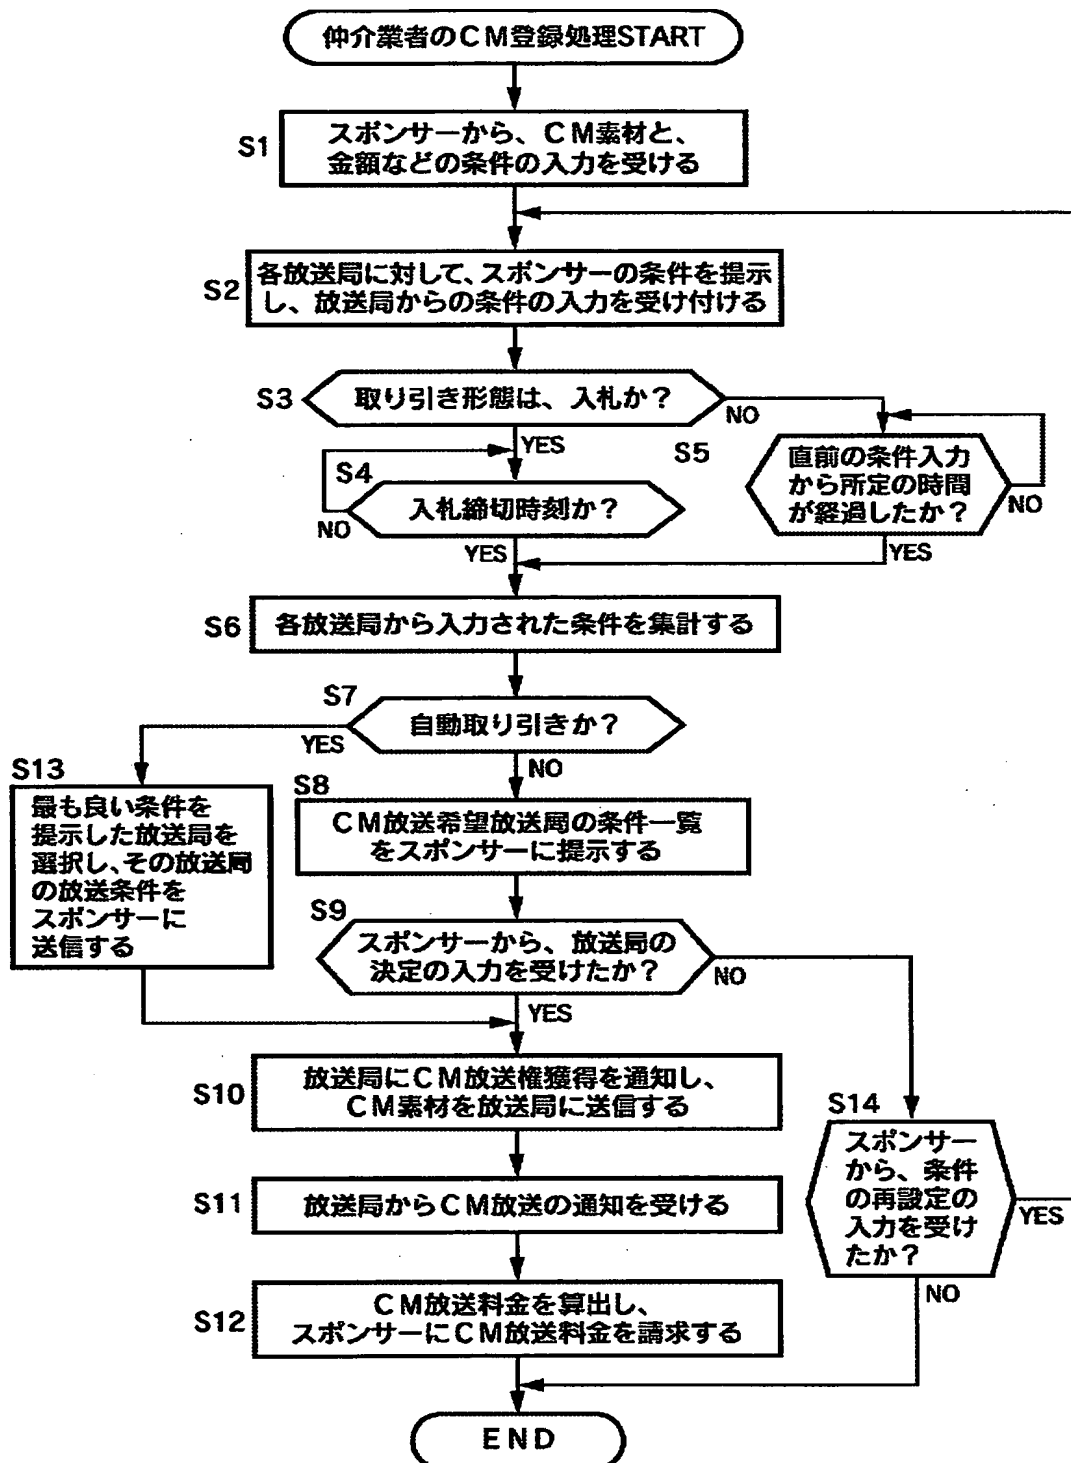 仲介業者のCM登録処理START
S1
スポンサーから、CM素材と、
金額などの条件の入力を受ける
S2
各放送局に対して、スポンサーの条件を提示
し、放送局からの条件の入力を受け付ける
S3
取り引き形態は、入札か？
NO
YES
S4
入札締切時刻か？
NO
YES
S5
直前の条件入力
から所定の時間
が経過したか？
NO
YES
S6
各放送局から入力された条件を集計する
S7
自動取り引きか？
YES
NO
S13
最も良い条件を
提示した放送局を
選択し、その放送局
の放送条件を
スポンサーに
送信する
S8
CM放送希望放送局の条件一覧
をスポンサーに提示する
S9
スポンサーから、放送局の
決定の入力を受けたか？
NO
YES
S10
放送局にCM放送権獲得を通知し、
CM素材を放送局に送信する
S14
スポンサー
から、条件
の再設定の
入力を受け
たか？
YES
NO
S11
放送局からCM放送の通知を受ける
S12
CM放送料金を算出し、
スポンサーにCM放送料金を請求する
END